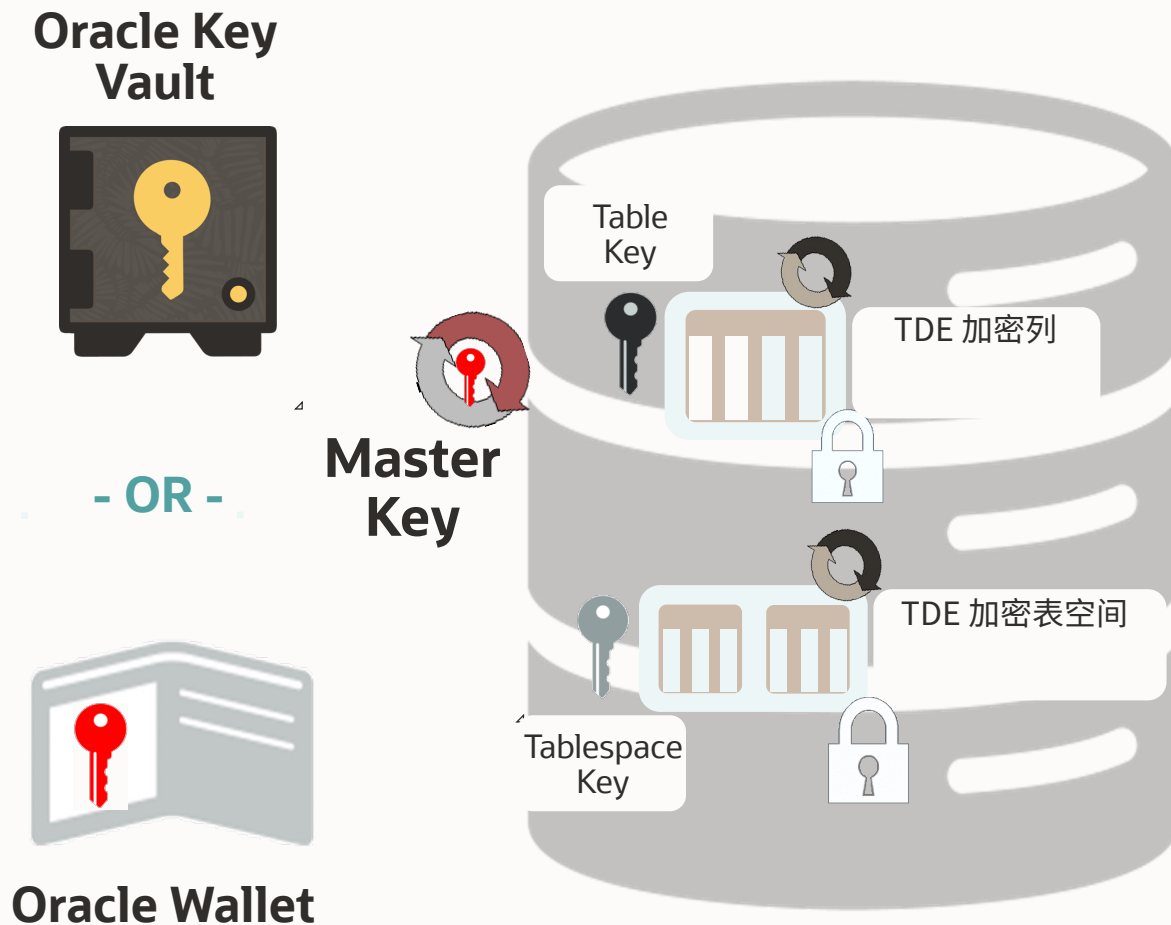 Oracle Key
Vault
Table
Key
TDE 加密列
Master
Key
- OR -
TDE 加密表空间
Tablespace
Key
Oracle Wallet